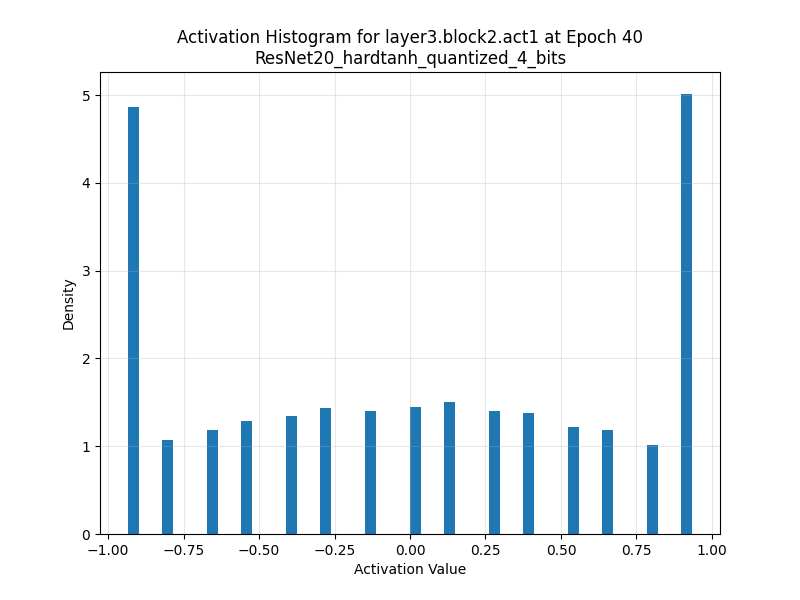 Activation Histogram for layer3.block2.act1 at Epoch 40
ResNet20_hardtanh_quantized_4_bits
Density
5
4
3
2
1
0
−1.00 −0.75 −0.50 −0.25 0.00 0.25 0.50 0.75 1.00
Activation Value